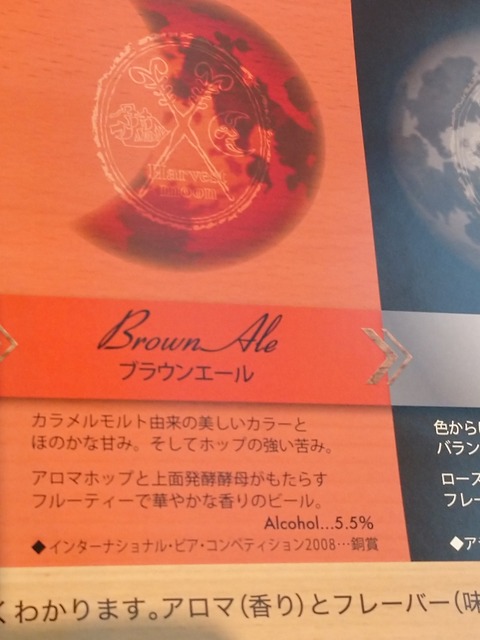 Harvest
Moon
Brown Ale
ブラウンエール
カラメルモルト由来の美しいカラーと
ほのかな甘み。そしてホップの強い苦み。
アロマホップと上面発酵酵母がもたらす
フルーティーで華やかな香りのビール。
Alcohol...5.5%
◆インターナショナル・ビア・コンペティション2008…銅賞
色から
バラン
ロース
フレー
◆ア
くわかります。アロマ(香り)とフレーバー(味